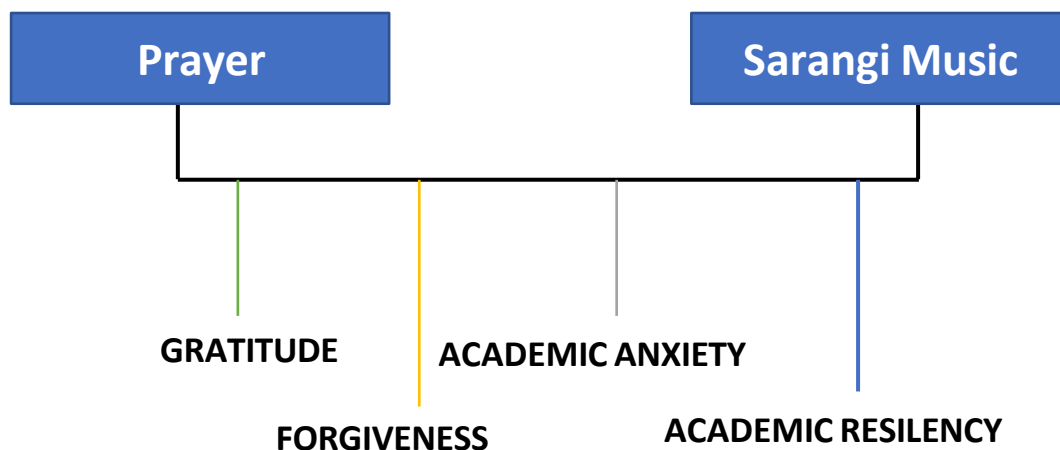 Prayer
Sarangi Music
GRATITUDE
ACADEMIC ANXIETY
FORGIVENESS
ACADEMIC RESILENCY